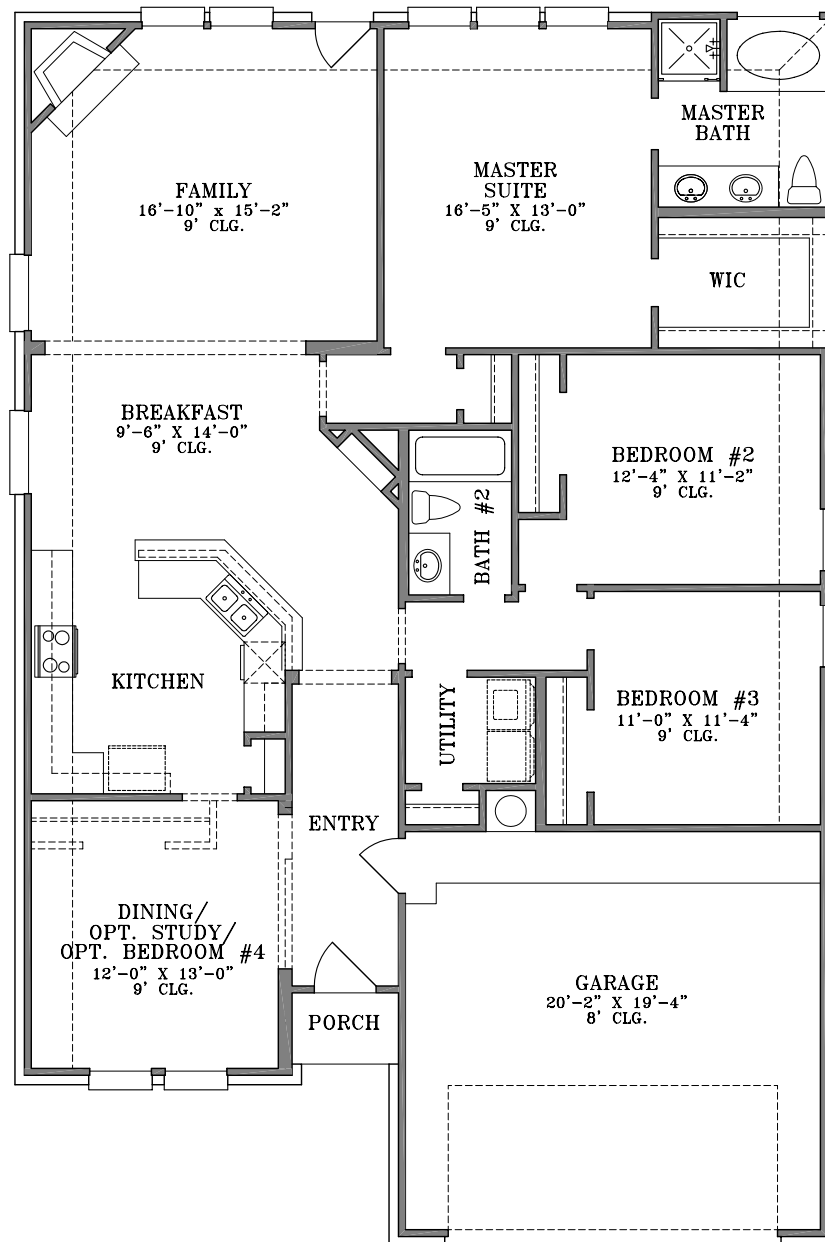 MASTER
BATH
FAMILY
16'-10" x 15'-2"
9' CLG.
MASTER
SUITE
16'-5" X 13'-0"
9' CLG.
WIC
BREAKFAST
9'-6" X 14'-0"
9' CLG.
BEDROOM #2
12'-4" X 11'-2"
9' CLG.
BATH #2
KITCHEN
UTILITY
BEDROOM #3
11'-0" X 11'-4"
9' CLG.
ENTRY
DINING/
OPT. STUDY/
OPT. BEDROOM #4
12'-0" X 13'-0"
9' CLG.
GARAGE
20'-2" X 19'-4"
8' CLG.
PORCH